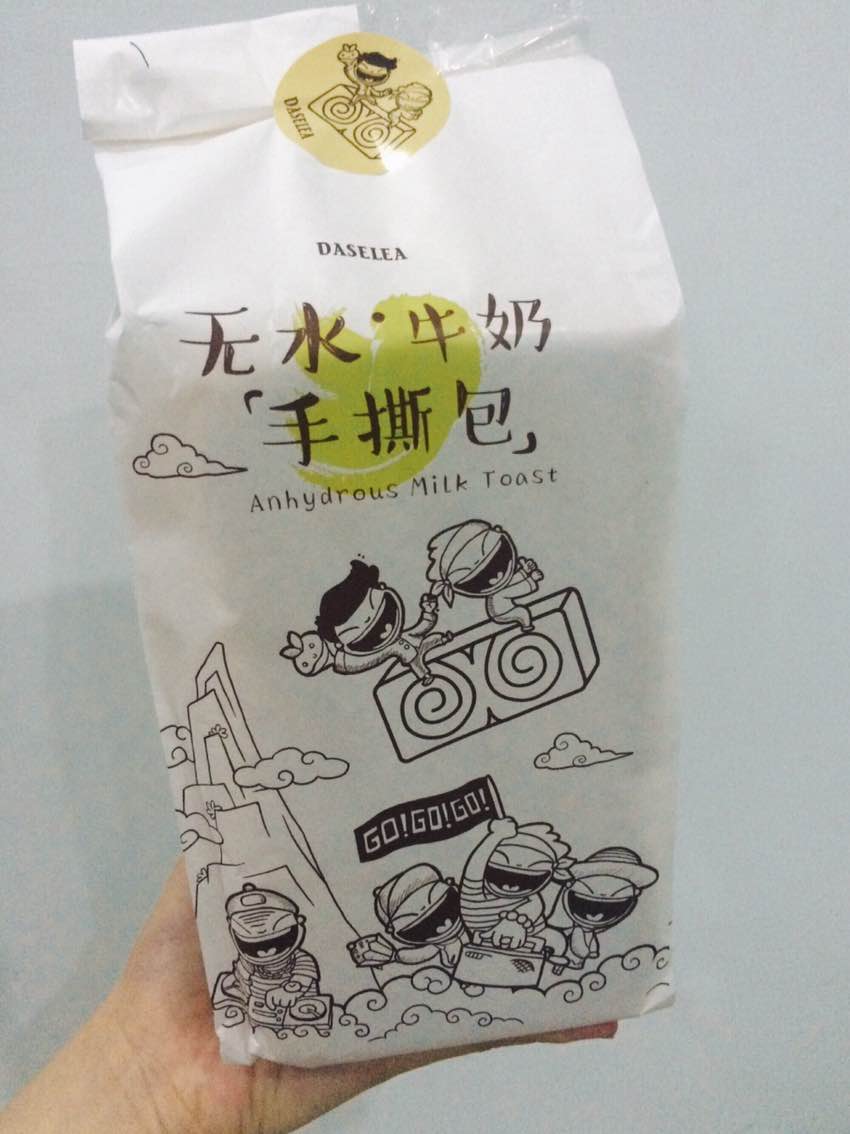 DASELEA
DASELEA
无水·牛奶
「手撕包」
Anhydrous Milk Toast
GO!GO!GO!